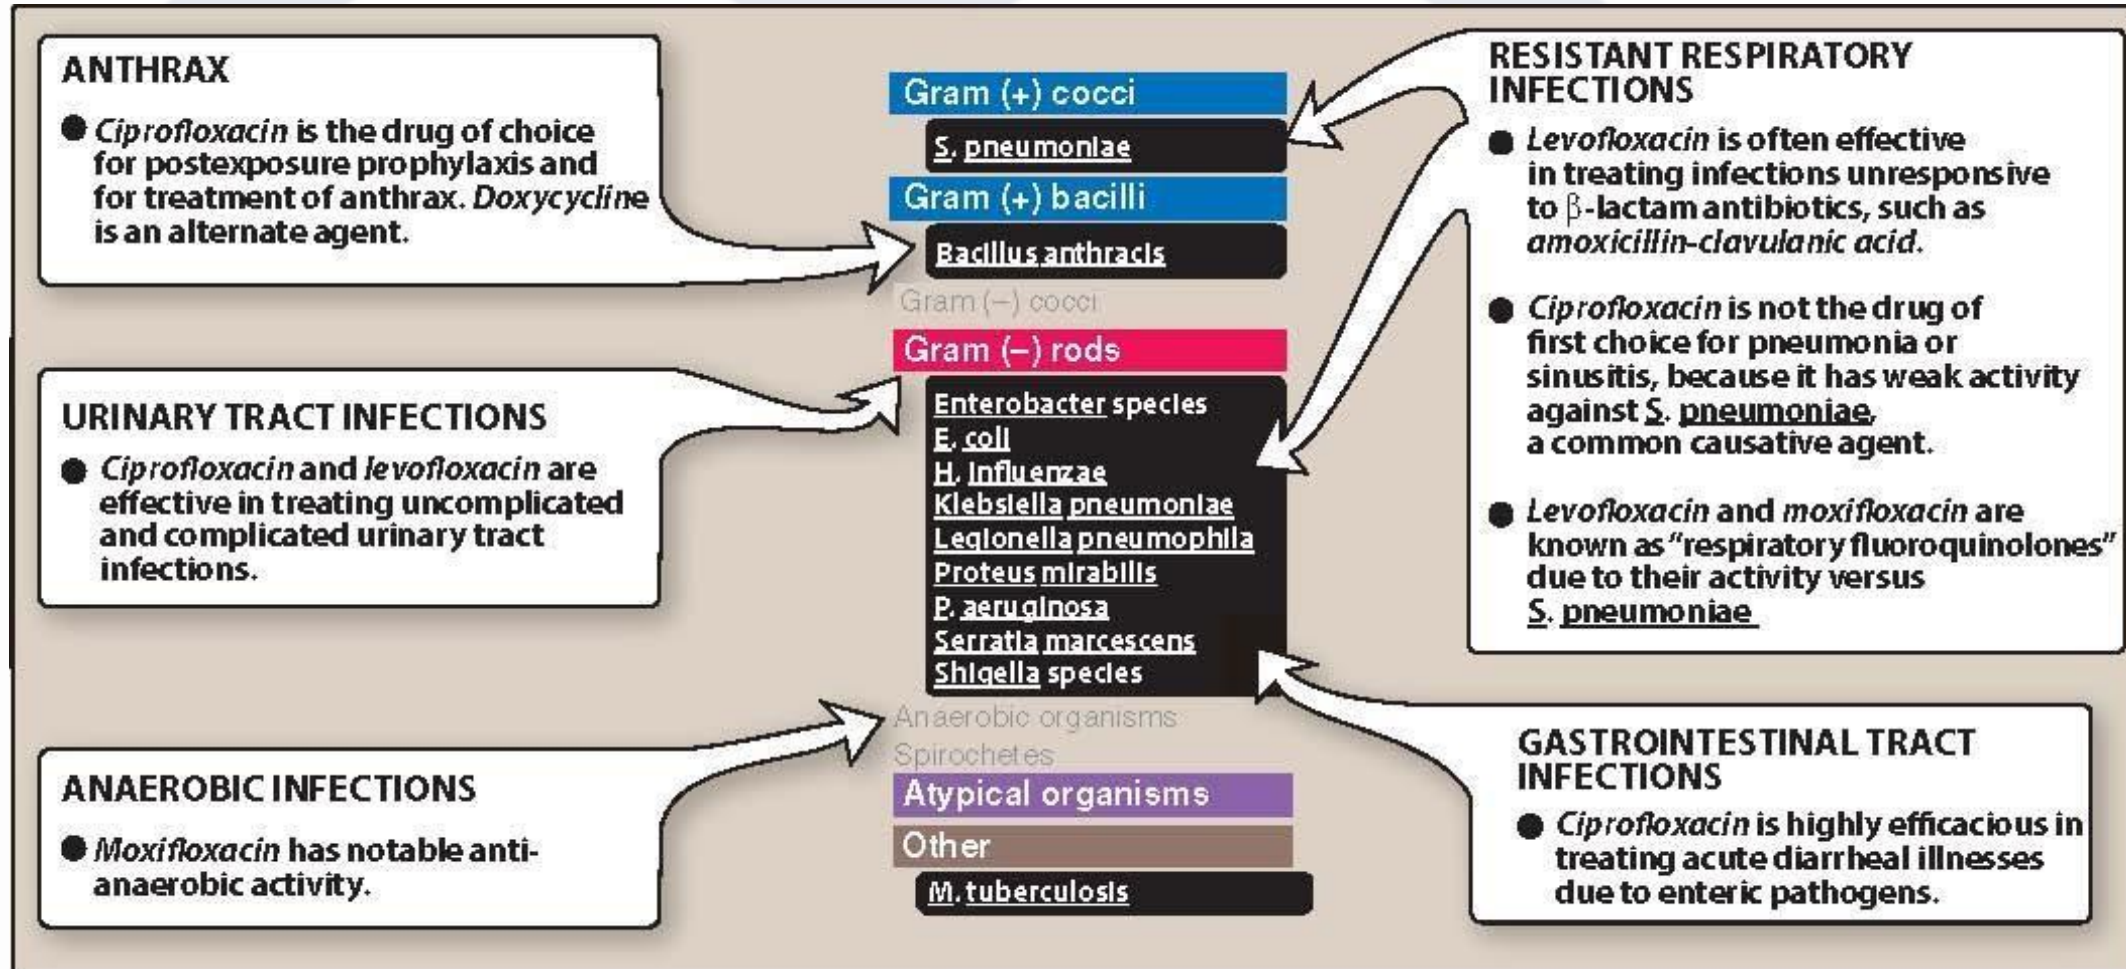 ANTHRAX
● Ciprofloxacin is the drug of choice
for postexposure prophylaxis and
for treatment of anthrax. Doxycycline
is an alternate agent.
URINARY TRACT INFECTIONS
● Ciprofloxacin and levofloxacin are
effective in treating uncomplicated
and complicated urinary tract
infections.
ANAEROBIC INFECTIONS
● Moxifloxacin has notable anti-
anaerobic activity.
Gram (+) cocci
S. pneumoniae
Gram (+) bacilli
Bacillus anthracis
Gram (–) cocci
Gram (–) rods
Enterobacter species
E. coli
H. influenzae
Klebsiella pneumoniae
Legionella pneumophila
Proteus mirabilis
P. aeruginosa
Serratia marcescens
Shigella species
Anaerobic organisms
Spirochetes
Atypical organisms
Other
M. tuberculosis
RESISTANT RESPIRATORY
INFECTIONS
● Levofloxacin is often effective
in treating infections unresponsive
to β-lactam antibiotics, such as
amoxicillin-clavulanic acid.
● Ciprofloxacin is not the drug of
first choice for pneumonia or
sinusitis, because it has weak activity
against S. pneumoniae,
a common causative agent.
● Levofloxacin and moxifloxacin are
known as “respiratory fluoroquinolones”
due to their activity versus
S. pneumoniae
GASTROINTESTINAL TRACT
INFECTIONS
● Ciprofloxacin is highly efficacious in
treating acute diarrheal illnesses
due to enteric pathogens.